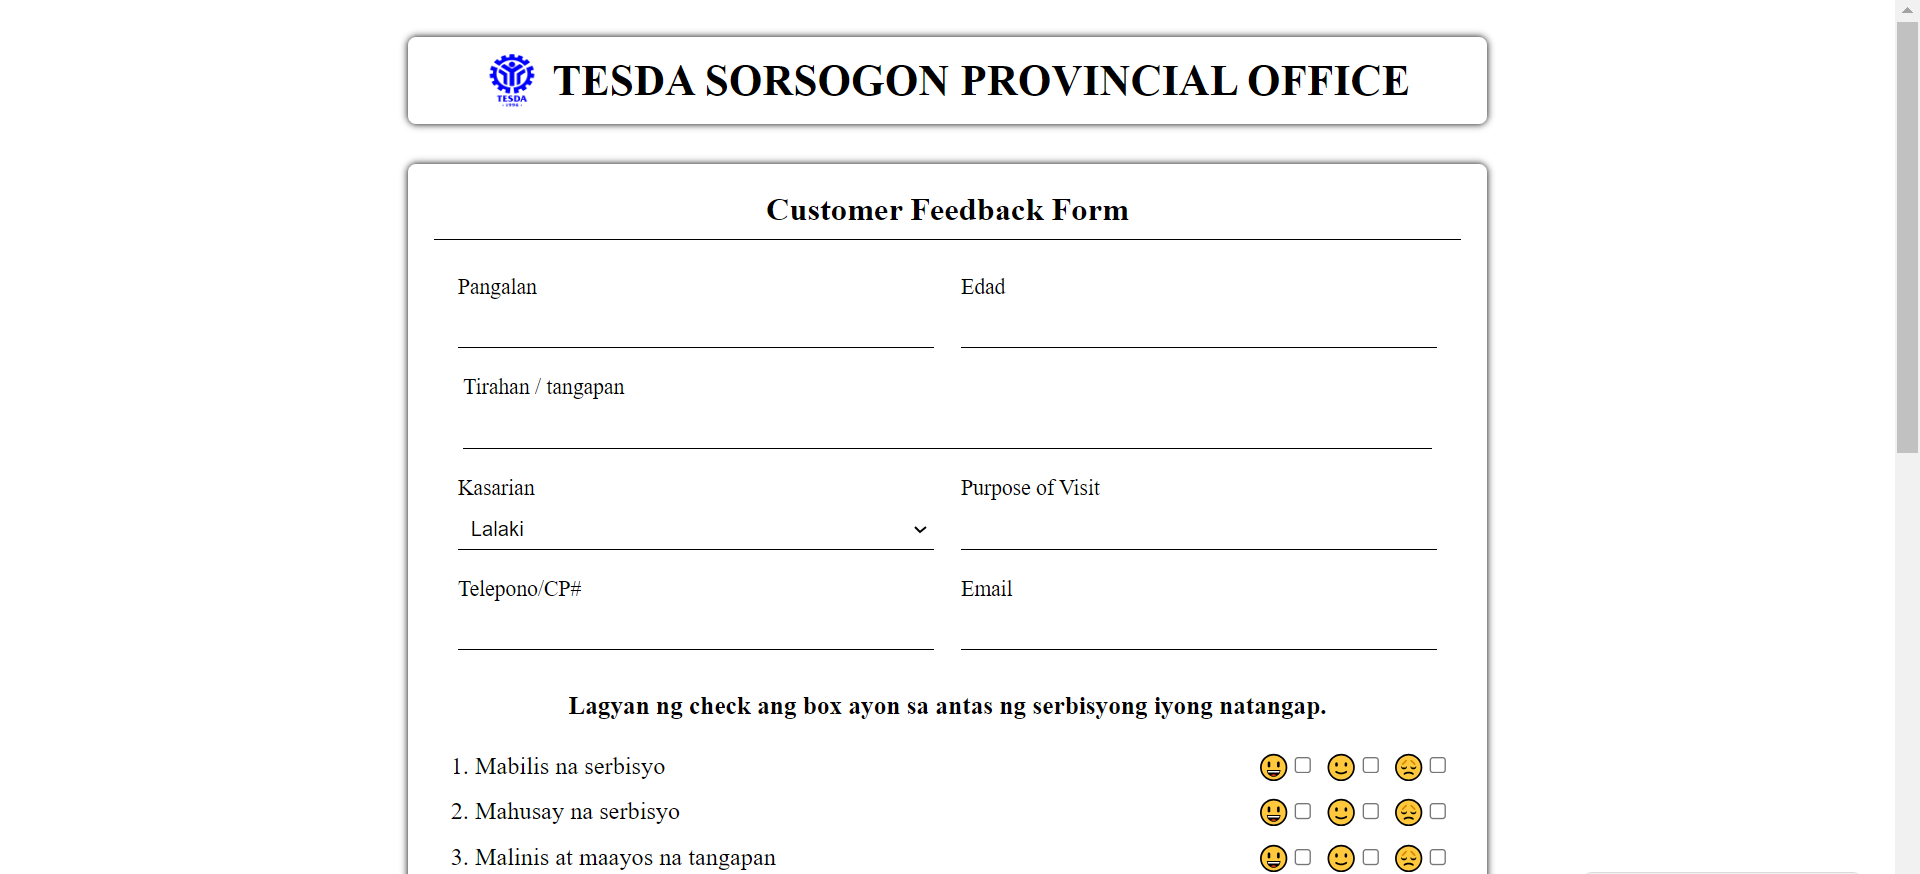 TESDA
1994
TESDA SORSOGON PROVINCIAL OFFICE
Customer Feedback Form
Pangalan
Edad
Tirahan / tangapan
Kasarian
Purpose of Visit
Lalaki
Telepono/CP#
Email
Lagyan ng check ang box ayon sa antas ng serbisyong iyong natangap.
1. Mabilis na serbisyo
2. Mahusay na serbisyo
3. Malinis at maayos na tangapan